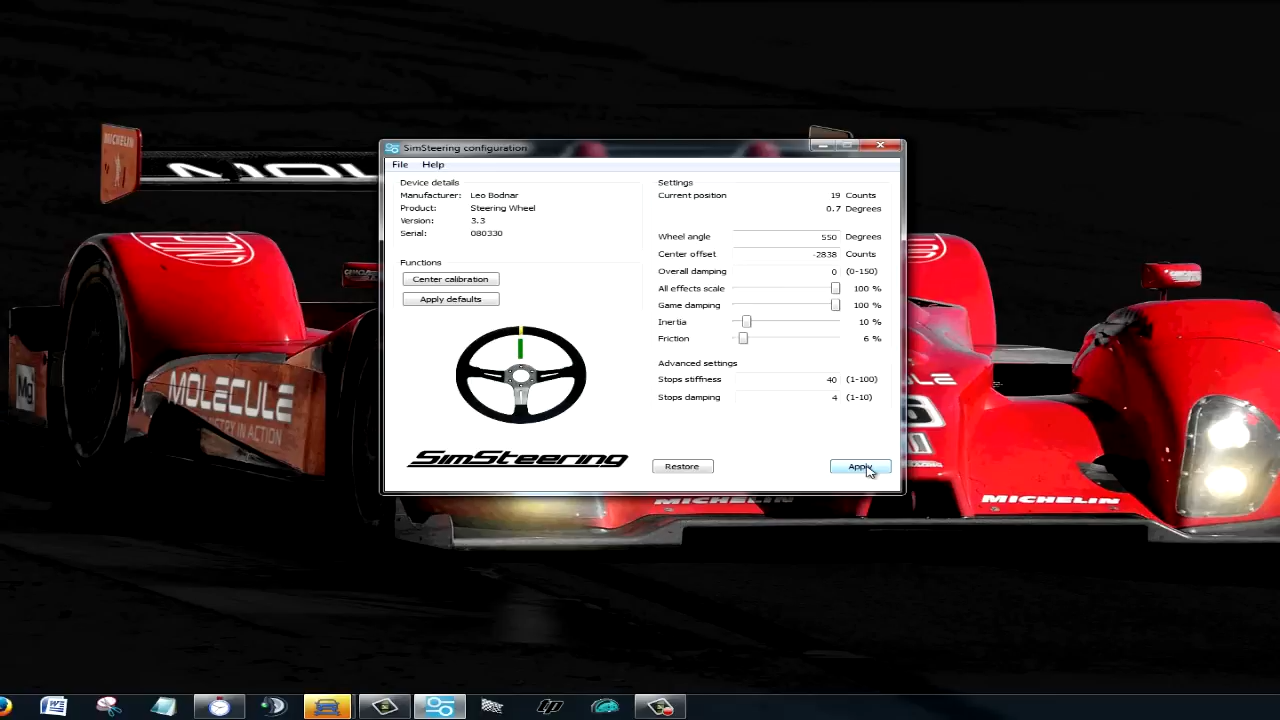 SimSteering configuration
File Help
Device details
Manufacturer: Leo Bodnar
Product: Steering Wheel
Version: 3.3
Serial: 080330
Functions
Center calibration
Apply defaults
SimSteering
Settings
Current position 19 Counts
0.7 Degrees
Wheel angle 550 Degrees
Center offset -2838 Counts
Overall damping 0 (0-150)
All effects scale 100 %
Game damping 100 %
Inertia 10 %
Friction 6 %
Advanced settings
Stops stiffness 40 (1-100)
Stops damping 4 (1-10)
Restore Apply
MICHELIN
Mg
MOLECULE
MICHELIN